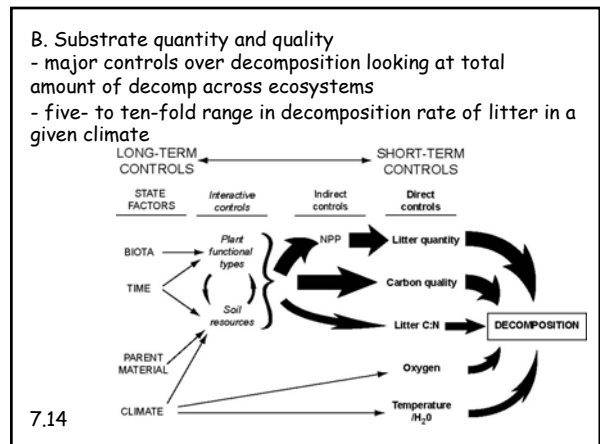 B. Substrate quantity and quality
- major controls over decomposition looking at total
amount of decomp across ecosystems
- five- to ten-fold range in decomposition rate of litter in a
given climate
LONG-TERM CONTROLS
SHORT-TERM CONTROLS
STATE FACTORS
Interactive controls
Indirect controls
Direct controls
BIOTA
TIME
PARENT MATERIAL
CLIMATE
Plant functional types
Soil resources
NPP
Litter quantity
Carbon quality
Litter C:N
Oxygen
Temperature /H20
DECOMPOSITION
7.14